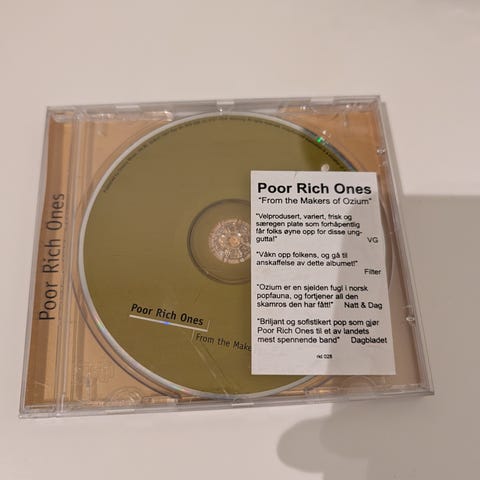 Poor Rich Ones
Poor Rich Ones
"From the Makers of Ozium"
"Velprodusert, variert, frisk og
særegen plate som forhåpentlig
får folks øyne opp for disse ung-
gutta!" VG
"Våkn opp folkens, og gå til
anskaffelse av dette albumet!"
Filter
"Ozium er en sjelden fugl i norsk
popfauna, og fortjener all den
skamros den har fått!" Natt & Dag
"Briljant og sofistikert pop som gjør
Poor Rich Ones til et av landets
mest spennende band" Dagbladet
rkd 028
Poor Rich Ones
From the Make